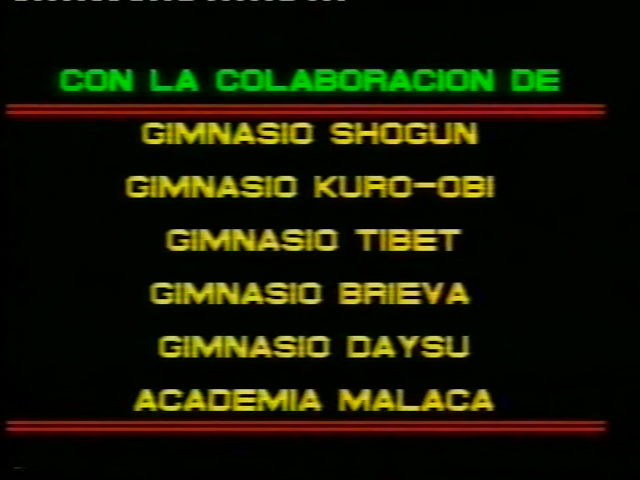 CON LA COLABORACION DE
GIMNASIO SHOGUN
GIMNASIO KURO-OBI
GIMNASIO TIBET
GIMNASIO BRIEVA
GIMNASIO DAYSU
ACADEMIA MALACA